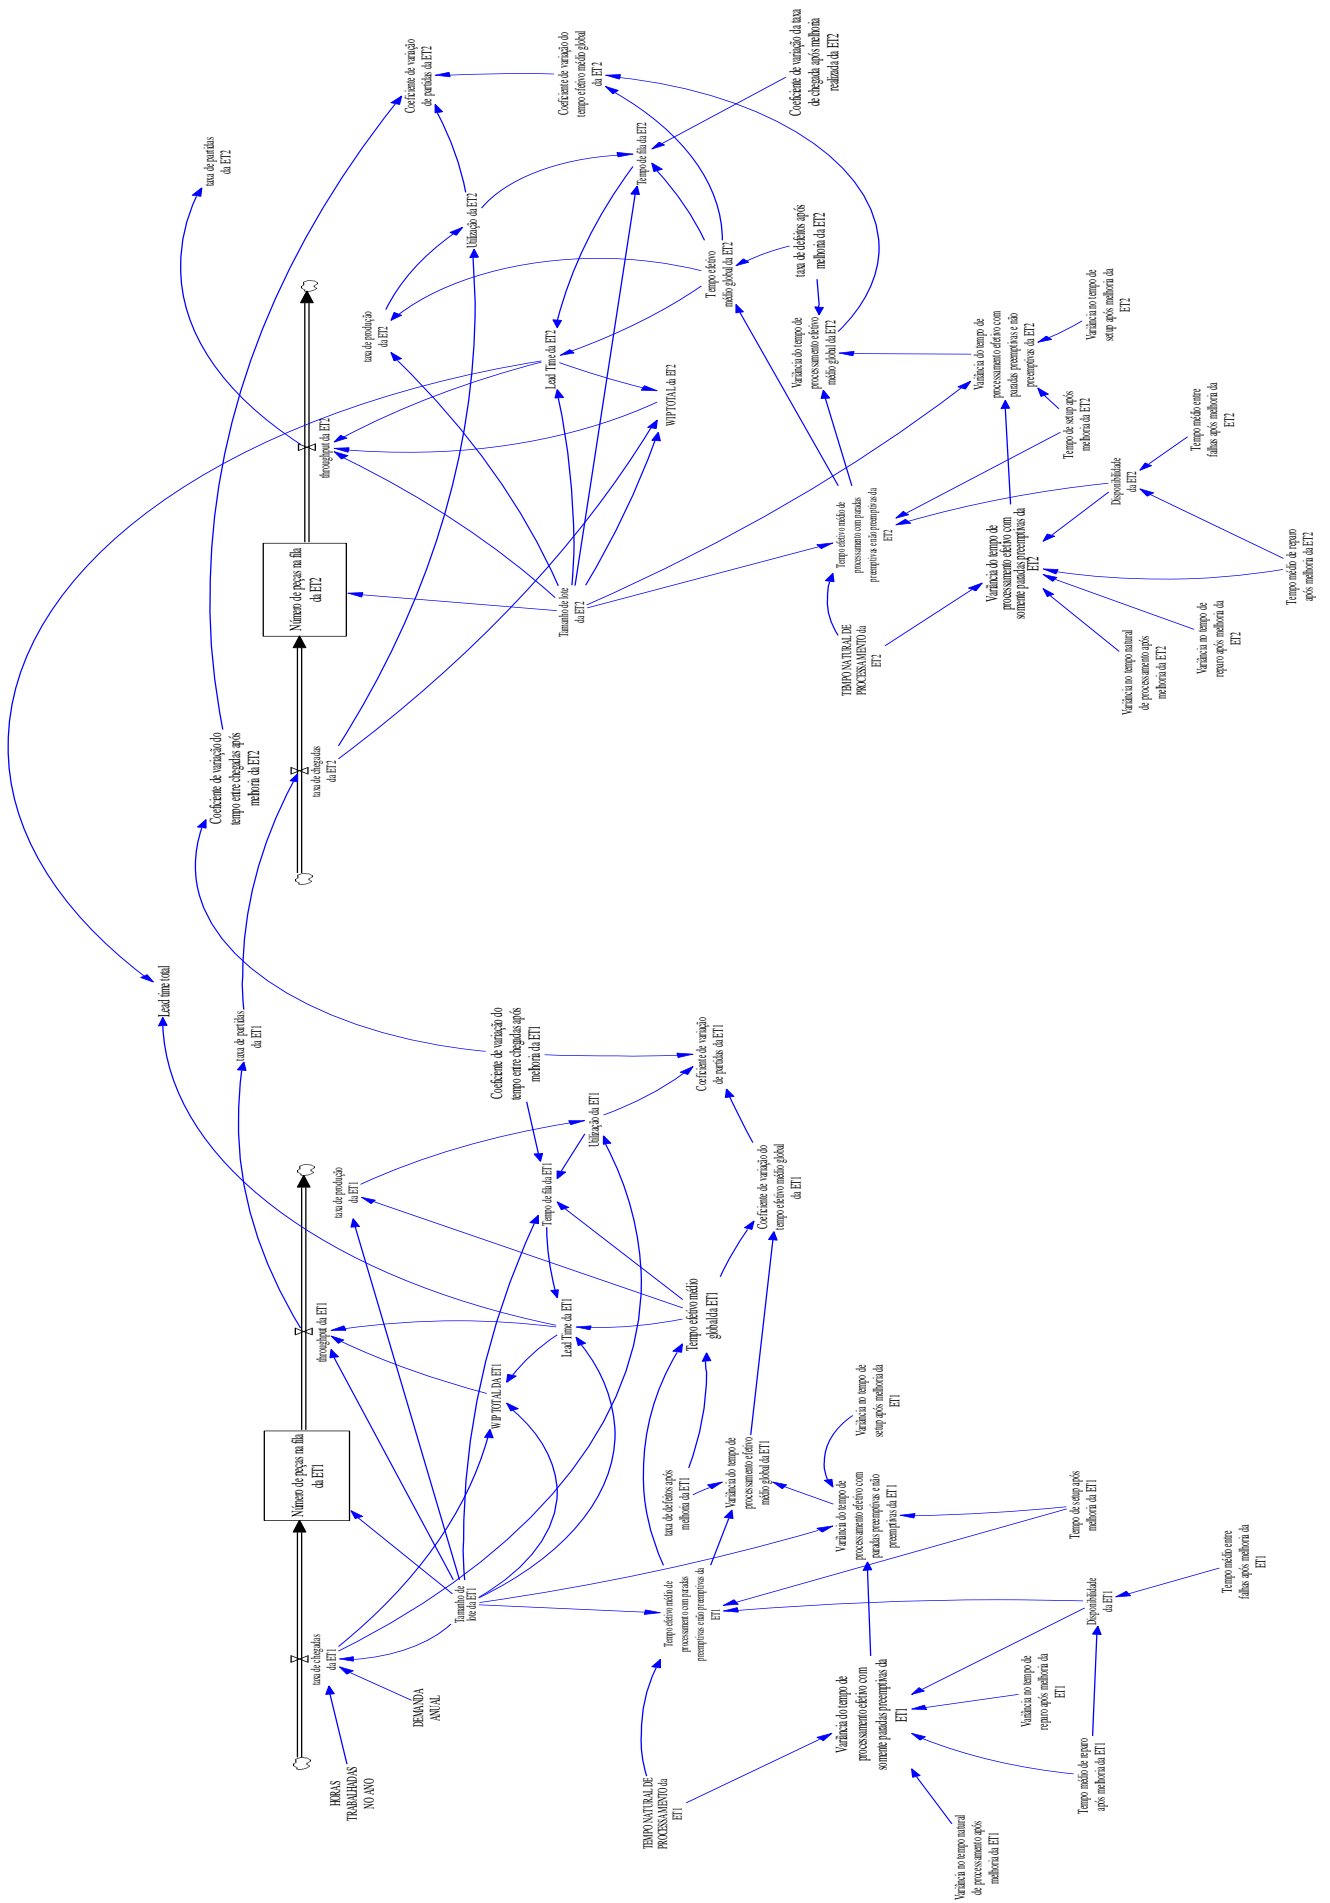 HORAS
TRABALHADAS
NO ANO
DEMANDA
ANUAL
taxa de chegadas
da ET1
Número de peças na fila
da ET1
throughput da ET1
taxa de produção
da ET1
taxa de partidas
da ET1
Lead time total
Tamanho de
lote da ET1
WIP TOTAL DA ET1
Lead Time da ET1
Tempo de fila da ET1
Utilização da ET1
Coeficiente de variação do
tempo entre chegadas após
melhoria da ET1
Coeficiente de variação
de partidas da ET1
Coeficiente de variação do
tempo efetivo médio global
da ET1
Tempo efetivo médio
global da ET1
taxa de defeitos após
melhoria da ET1
Variância do tempo de
processamento efetivo
médio global da ET1
Tempo efetivo médio de
processamento com paradas
preemptivas e não preemptivas da
ET1
TEMPO NATURAL DE
PROCESSAMENTO da
ET1
Variância do tempo de
processamento efetivo com
paradas preemptivas e não
preemptivas da ET1
Variância no tempo de
setup após melhoria da
ET1
Variância do tempo de
processamento efetivo com
somente paradas preemptivas da
ET1
Tempo de setup após
melhoria da ET1
Disponibilidade
da ET1
Tempo médio entre
falhas após melhoria da
ET1
Variância no tempo de
reparo após melhoria da
ET1
Tempo médio de reparo
após melhoria da ET1
Variância no tempo natural
de processamento após
melhoria da ET1
Coeficiente de variação do
tempo entre chegadas após
melhoria da ET2
taxa de chegadas
da ET2
Número de peças na fila
da ET2
throughput da ET2
taxa de partidas
da ET2
taxa de produção
da ET2
Utilização da ET2
Coeficiente de variação
de partidas da ET2
Coeficiente de variação do
tempo efetivo médio global
da ET2
Tempo de fila da ET2
Coeficiente de variação da taxa
de chegada após melhoria
realizada da ET2
Lead Time da ET2
WIP TOTAL da ET2
Tamanho de lote
da ET2
Tempo efetivo
médio global da ET2
taxa de defeitos após
melhoria da ET2
Variância do tempo de
processamento efetivo
médio global da ET2
Tempo efetivo médio de
processamento com paradas
preemptivas e não preemptivas da
ET2
TEMPO NATURAL DE
PROCESSAMENTO da
ET2
Variância do tempo de
processamento efetivo com
paradas preemptivas e não
preemptivas da ET2
Variância no tempo de
setup após melhoria da
ET2
Tempo de setup após
melhoria da ET2
Variância do tempo de
processamento efetivo com
somente paradas preemptivas da
ET2
Disponibilidade
da ET2
Tempo médio entre
falhas após melhoria da
ET2
Tempo médio de reparo
após melhoria da ET2
Variância no tempo de
reparo após melhoria da
ET2
Variância no tempo natural
de processamento após
melhoria da ET2